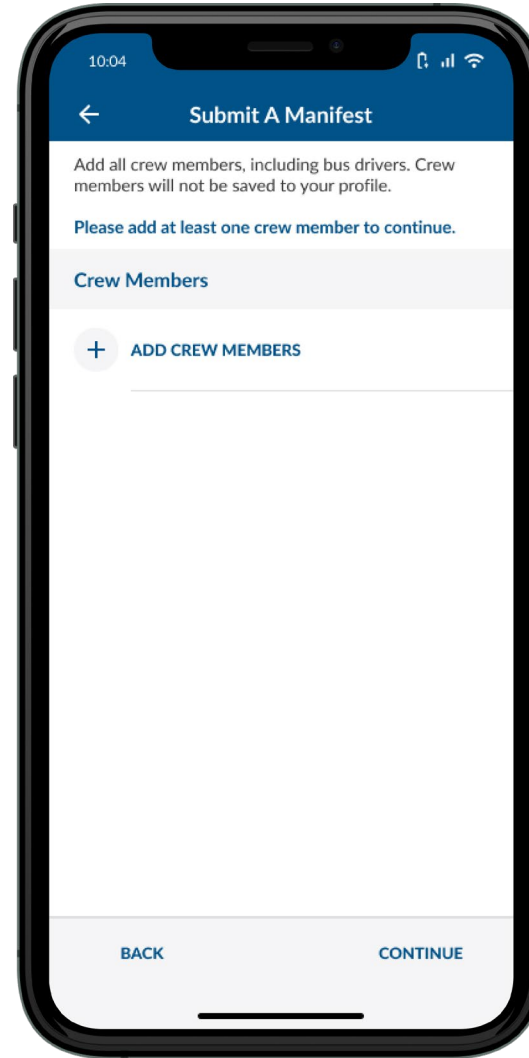 10:04
Submit A Manifest
Add all crew members, including bus drivers. Crew
members will not be saved to your profile.
Please add at least one crew member to continue.
Crew Members
ADD CREW MEMBERS
BACK
CONTINUE